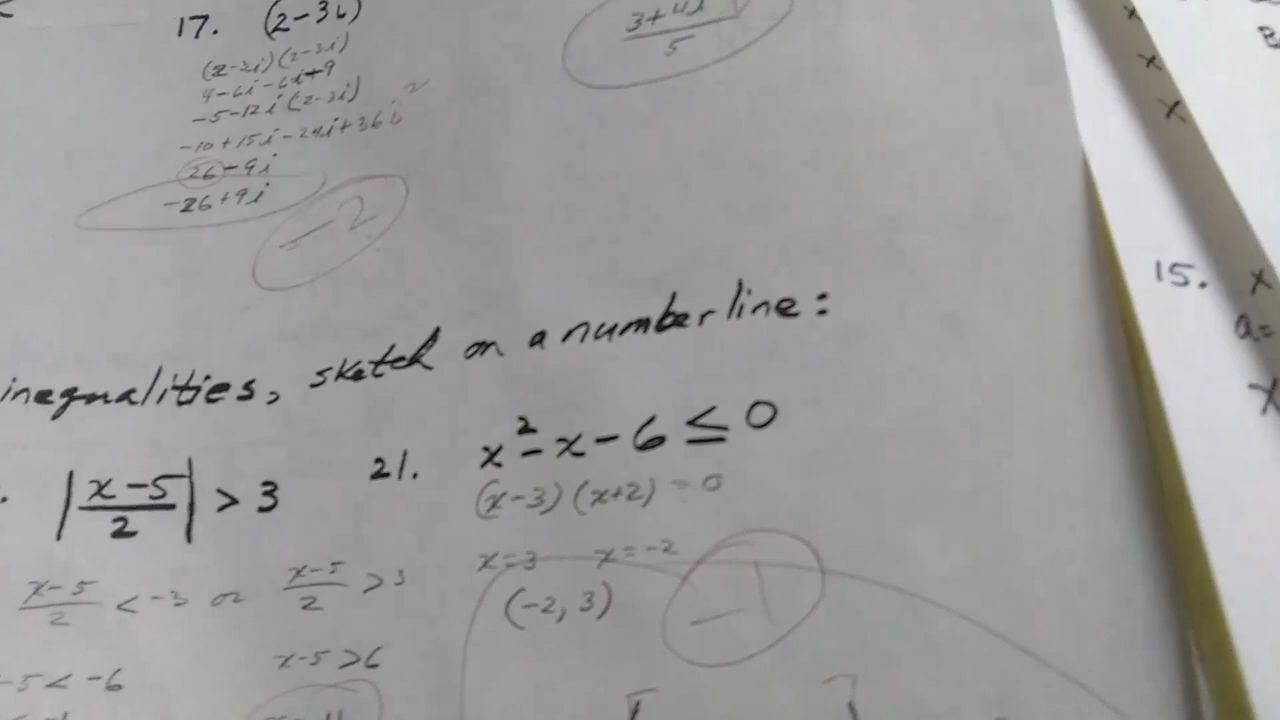 17. (2-3i)
(2-3i)(2-3i)
4-6i-6i+9
-5-12i(2-3i)
-10+15i-24i+36i²
26-9i
-26+9i
-2
3+4i
5
inequalities, sketch on a number line:
|x-5/2| > 3
x-5/2 < -3 or x-5/2 > 3
-5 < -6
x-5 > 6
21. x²-x-6 ≤ 0
(x-3)(x+2) = 0
x=3 x=-2
(-2, 3)
-1
[ ]
x
x
x
15. x
a=
x